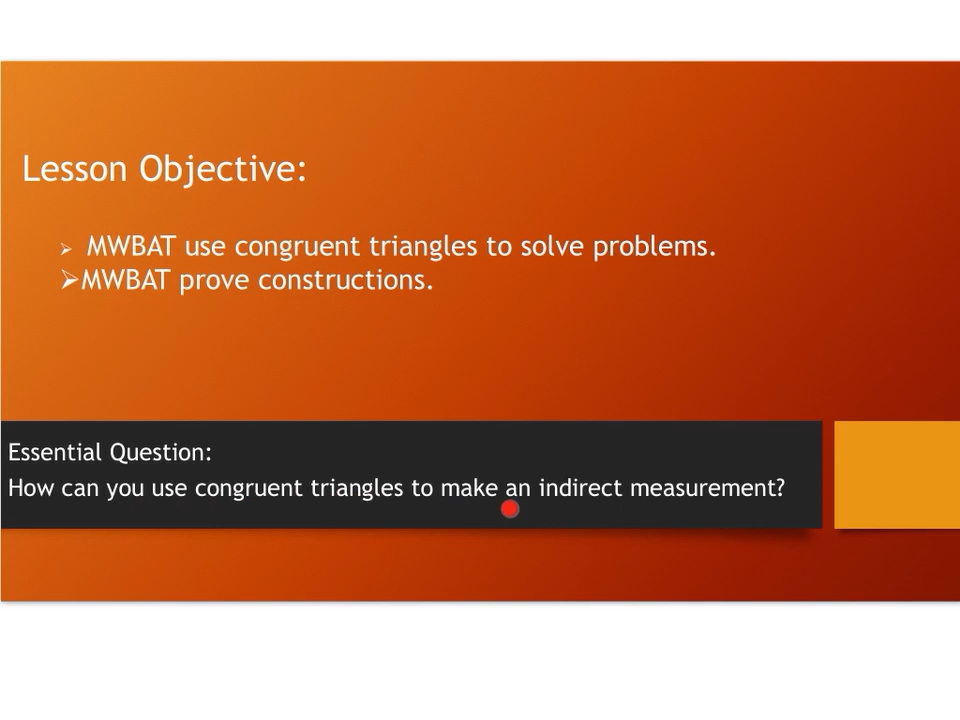 Lesson Objective:
➢ MWBAT use congruent triangles to solve problems.
➢MWBAT prove constructions.
Essential Question:
How can you use congruent triangles to make an indirect measurement?